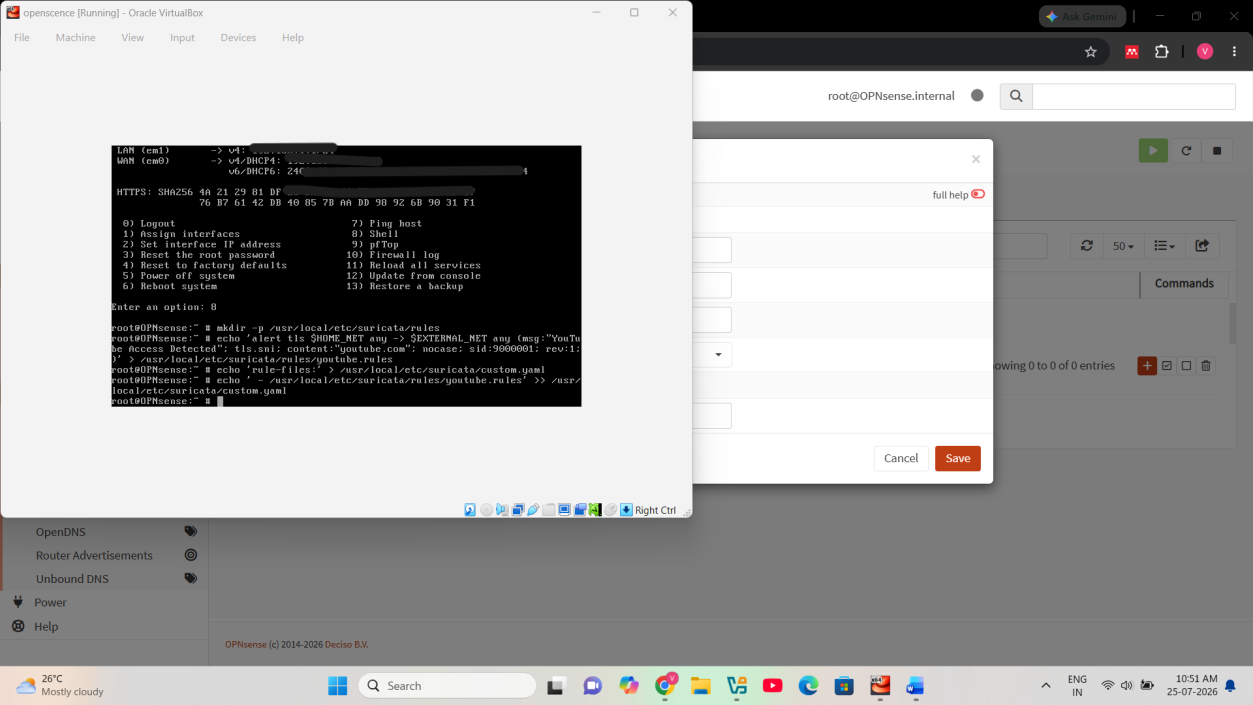 openscence [Running] - Oracle VirtualBox
File Machine View Input Devices Help
Ask Gemini
V
root@OPNsense.internal
full help
LAN (em1) -> v4:
WAN (em0) -> v4/DHCP4:
v6/DHCP6: 24 4
HTTPS: SHA256 4A 21 29 81 DF
76 B7 61 42 DB 40 85 7B AA DD 98 92 6B 90 31 F1
0) Logout 7) Ping host
1) Assign interfaces 8) Shell
2) Set interface IP address 9) pfTop
3) Reset the root password 10) Firewall log
4) Reset to factory defaults 11) Reload all services
5) Power off system 12) Update from console
6) Reboot system 13) Restore a backup
Enter an option: 8
root@OPNsense:~ # mkdir -p /usr/local/etc/suricata/rules
root@OPNsense:~ # echo 'alert tls $HOME_NET any -> $EXTERNAL_NET any (msg:"YouTu
be Access Detected"; tls.sni; content:"youtube.com"; nocase; sid:9000001; rev:1;
)' > /usr/local/etc/suricata/rules/youtube.rules
root@OPNsense:~ # echo 'rule-files:' > /usr/local/etc/suricata/custom.yaml
root@OPNsense:~ # echo ' - /usr/local/etc/suricata/rules/youtube.rules' >> /usr/
local/etc/suricata/custom.yaml
root@OPNsense:~ #
50
Commands
owing 0 to 0 of 0 entries
Cancel Save
Right Ctrl
OpenDNS
Router Advertisements
Unbound DNS
Power
Help
OPNsense (c) 2014-2026 Deciso B.V.
26°C
Mostly cloudy
Search
ENG
IN
10:51 AM
25-07-2026